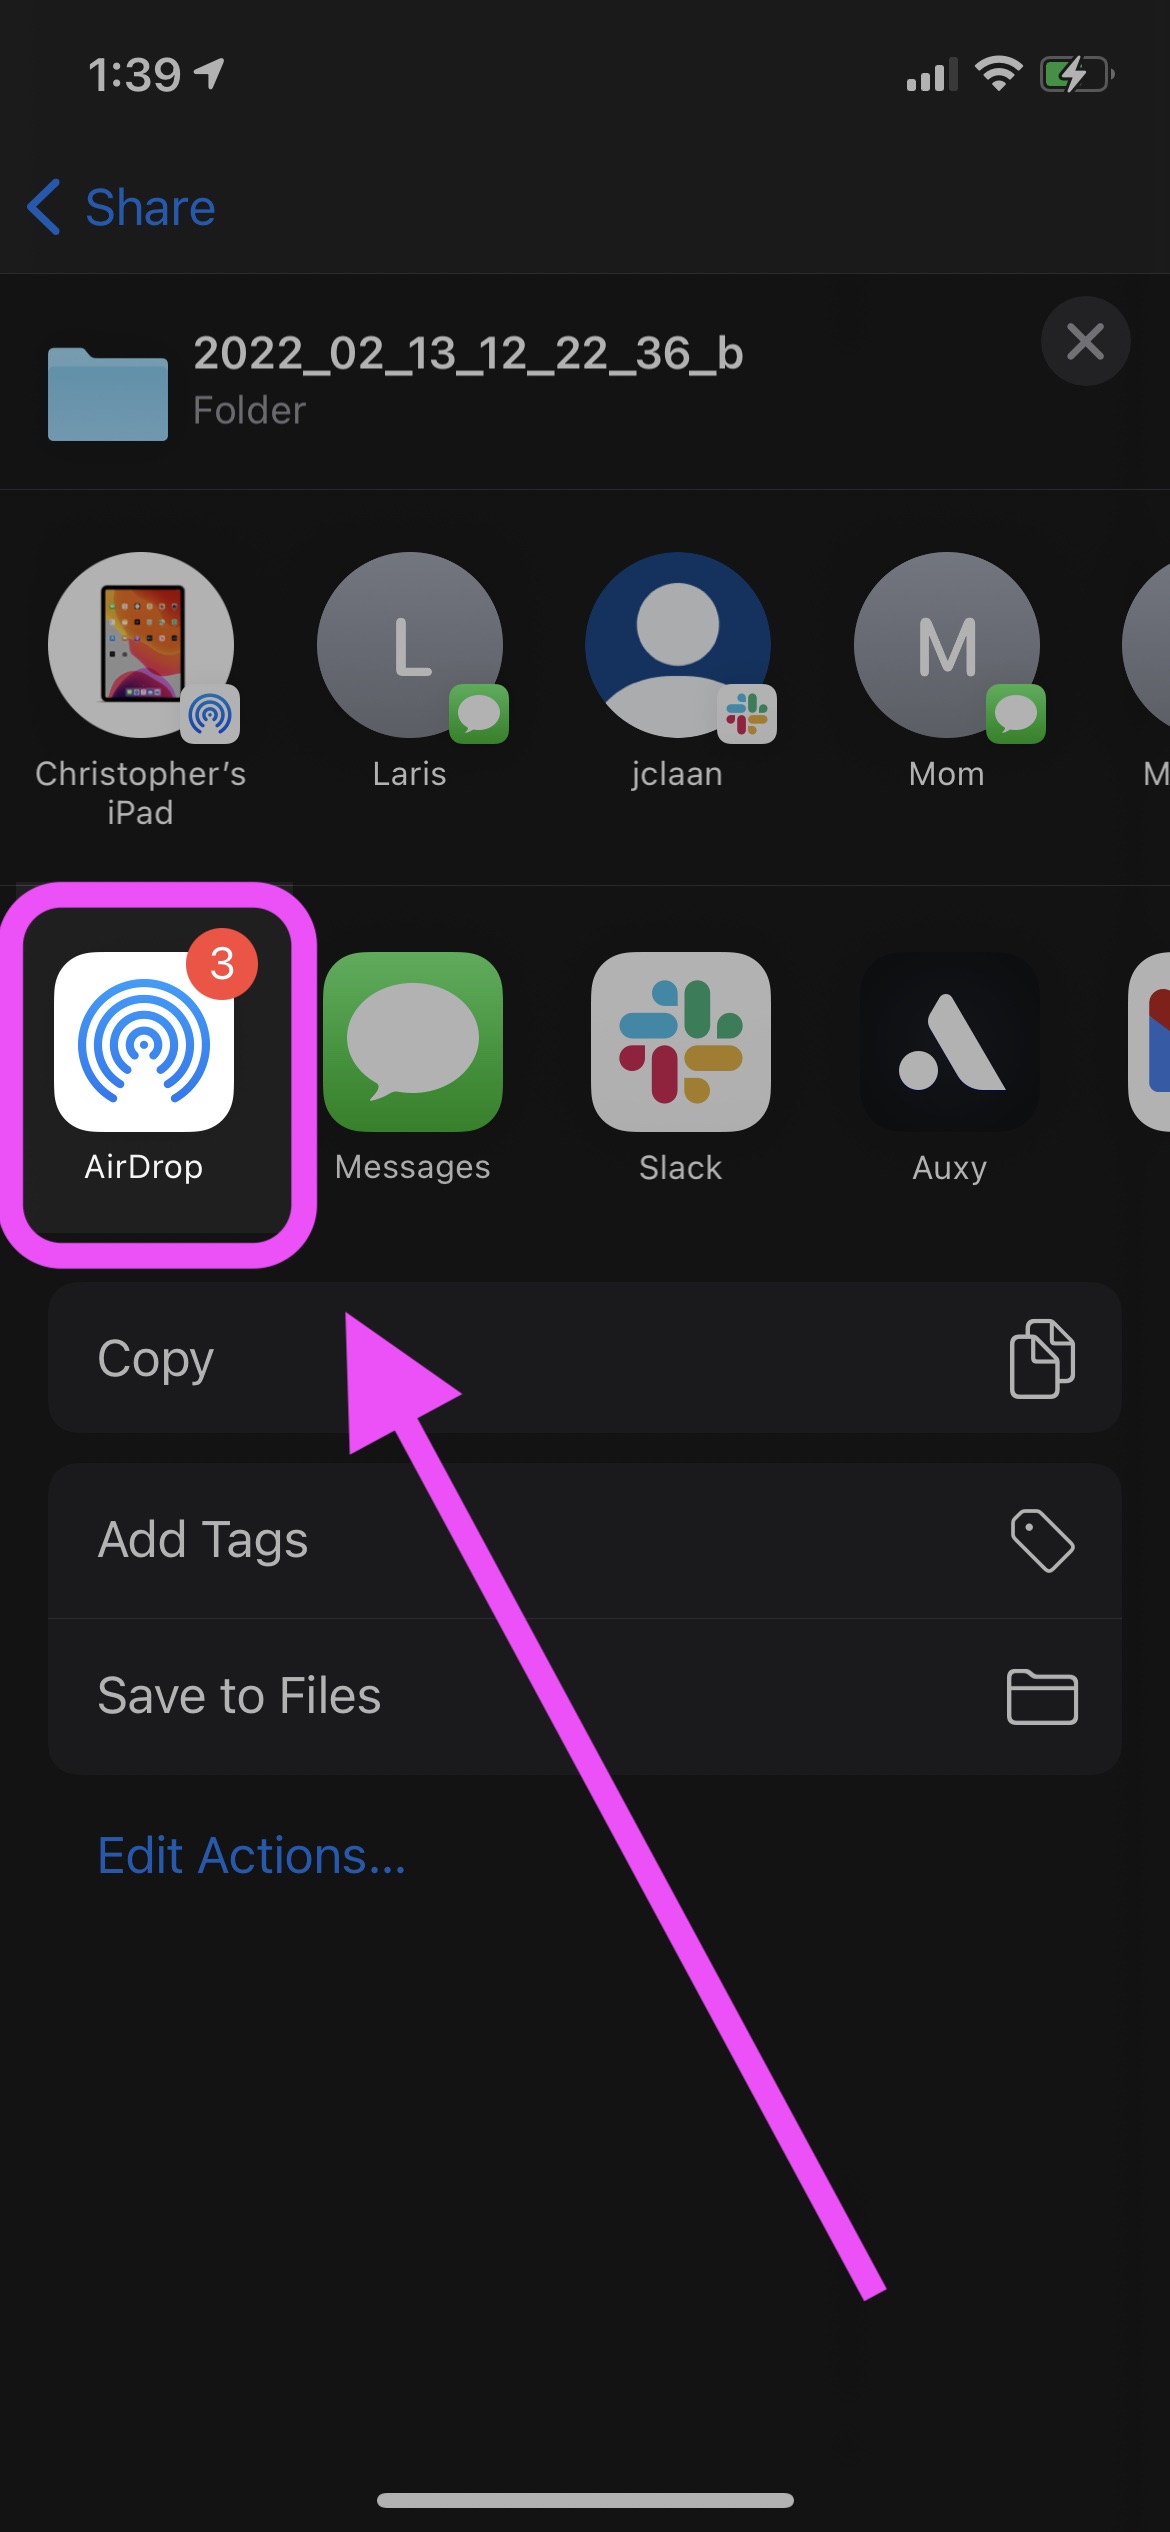 1:39
Share
2022_02_13_12_22_36_b
Folder
L
M
Christopher's
iPad
Laris
jclaan
Mom
M
3
AirDrop
Messages
Slack
Auxy
Copy
Add Tags
Save to Files
Edit Actions...